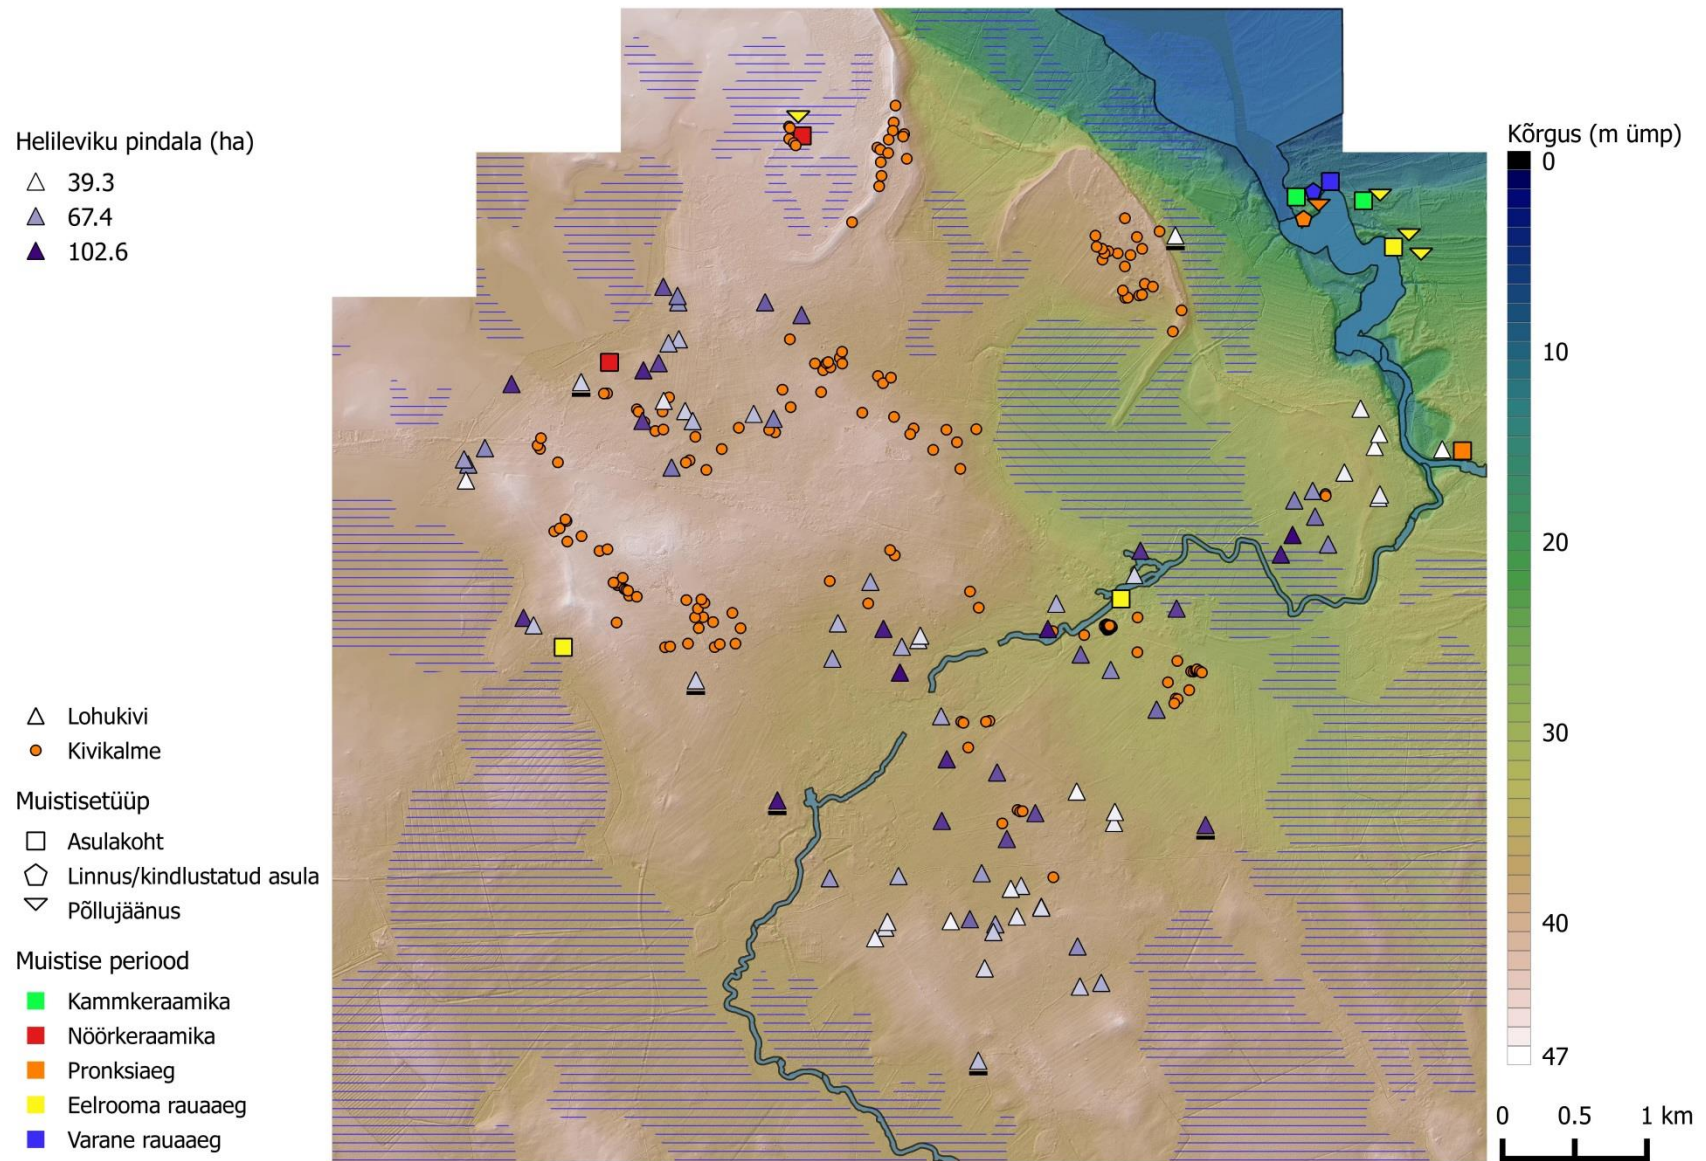 Helileviku pindala (ha)
39.3
67.4
102.6
Lohukivi
Kivikalme
Muistisetüüp
Asulakoht
Linnus/kindlustatud asula
Põllujäänus
Muistise periood
Kammkeraamika
Nöörkeraamika
Pronksiaeg
Eelrooma rauaaeg
Varane rauaaeg
Kõrgus (m ümp)
0
10
20
30
40
47
0 0.5 1 km